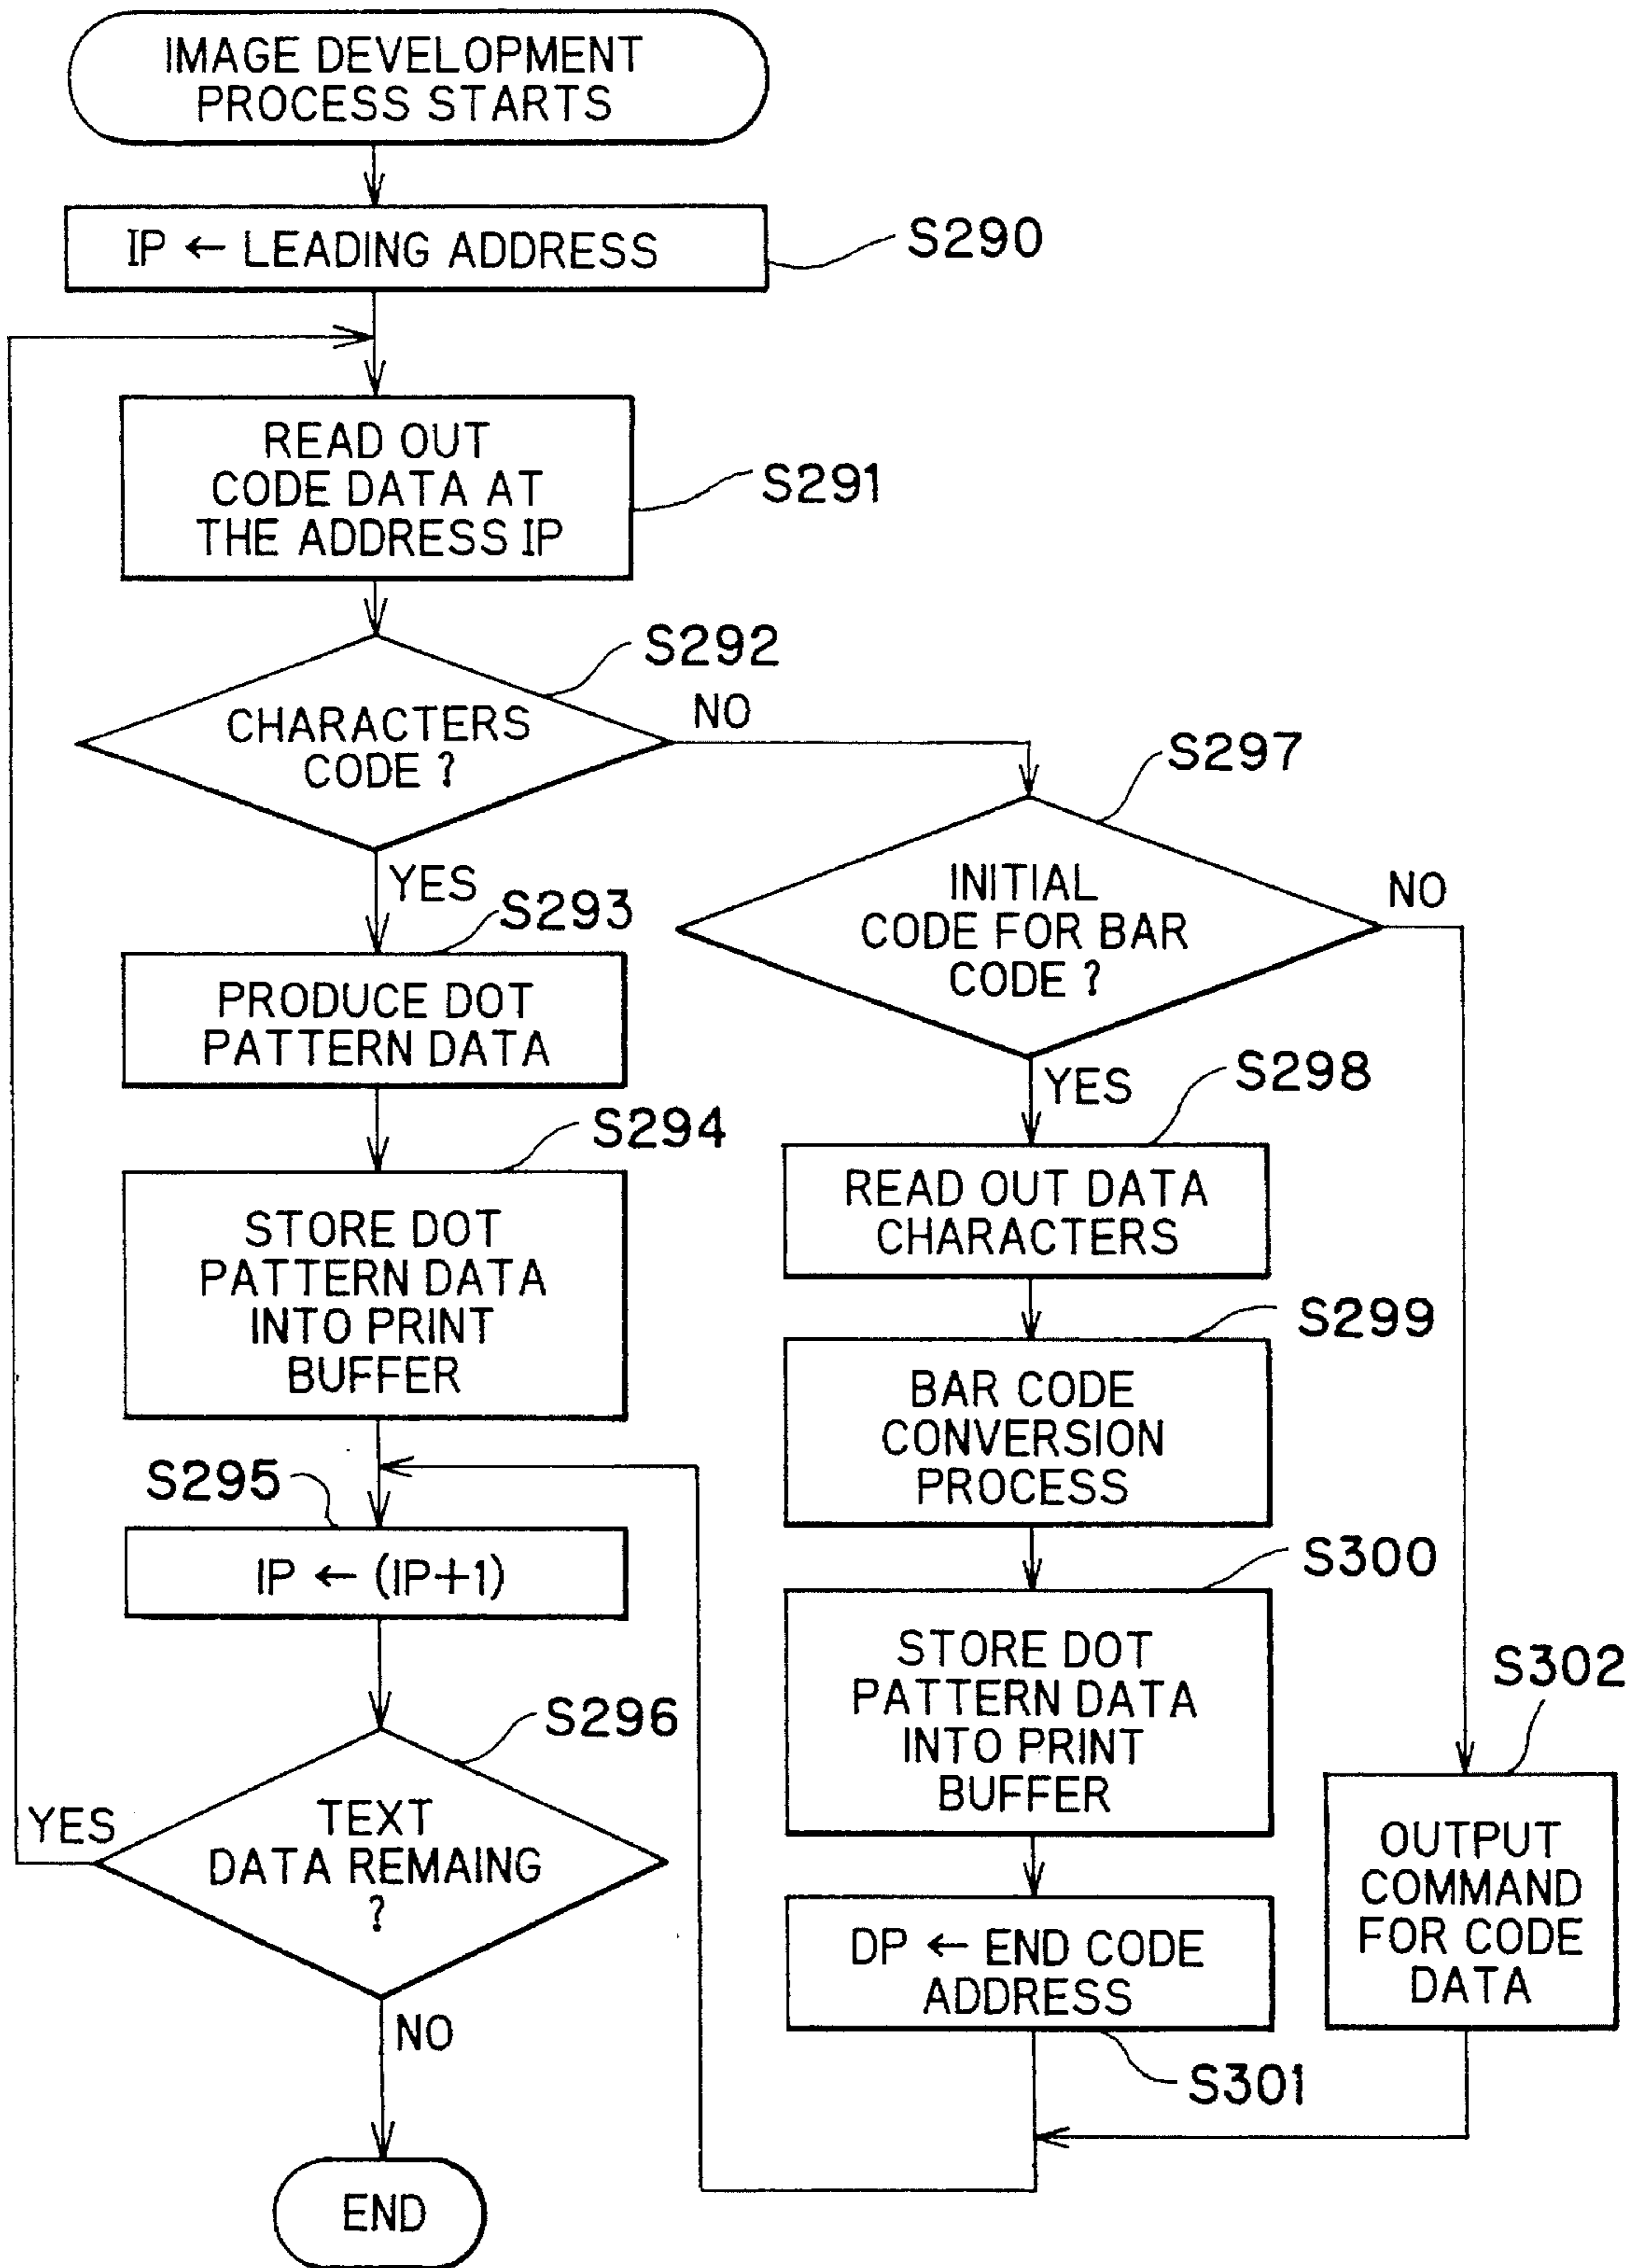 IMAGE DEVELOPMENT
PROCESS STARTS
IP ← LEADING ADDRESS
S290
READ OUT
CODE DATA AT
THE ADDRESS IP
S291
S292
CHARACTERS
CODE ?
NO
YES
S293
PRODUCE DOT
PATTERN DATA
S294
STORE DOT
PATTERN DATA
INTO PRINT
BUFFER
S295
IP ← (IP+1)
S296
TEXT
DATA REMAING
?
YES
NO
END
S297
INITIAL
CODE FOR BAR
CODE ?
NO
YES
S298
READ OUT DATA
CHARACTERS
S299
BAR CODE
CONVERSION
PROCESS
S300
STORE DOT
PATTERN DATA
INTO PRINT
BUFFER
DP ← END CODE
ADDRESS
S301
S302
OUTPUT
COMMAND
FOR CODE
DATA